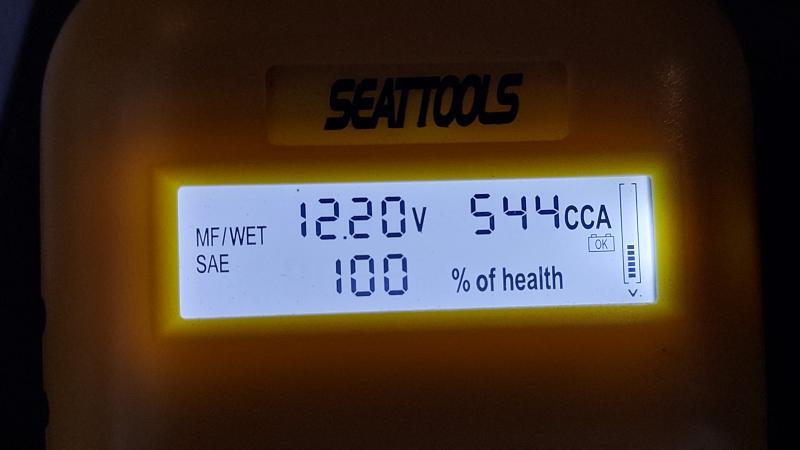 SEATTOOLS
MF/WET 12.20V 544CCA
OK
SAE 100 % of health